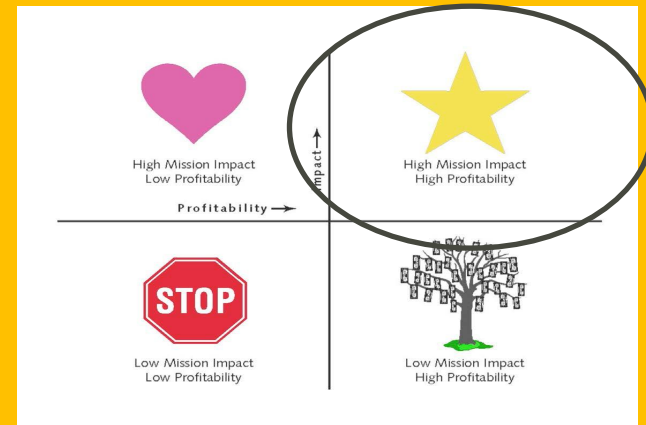 High Mission Impact
Low Profitability
High Mission Impact
High Profitability
Impact
Profitability
STOP
Low Mission Impact
Low Profitability
Low Mission Impact
High Profitability